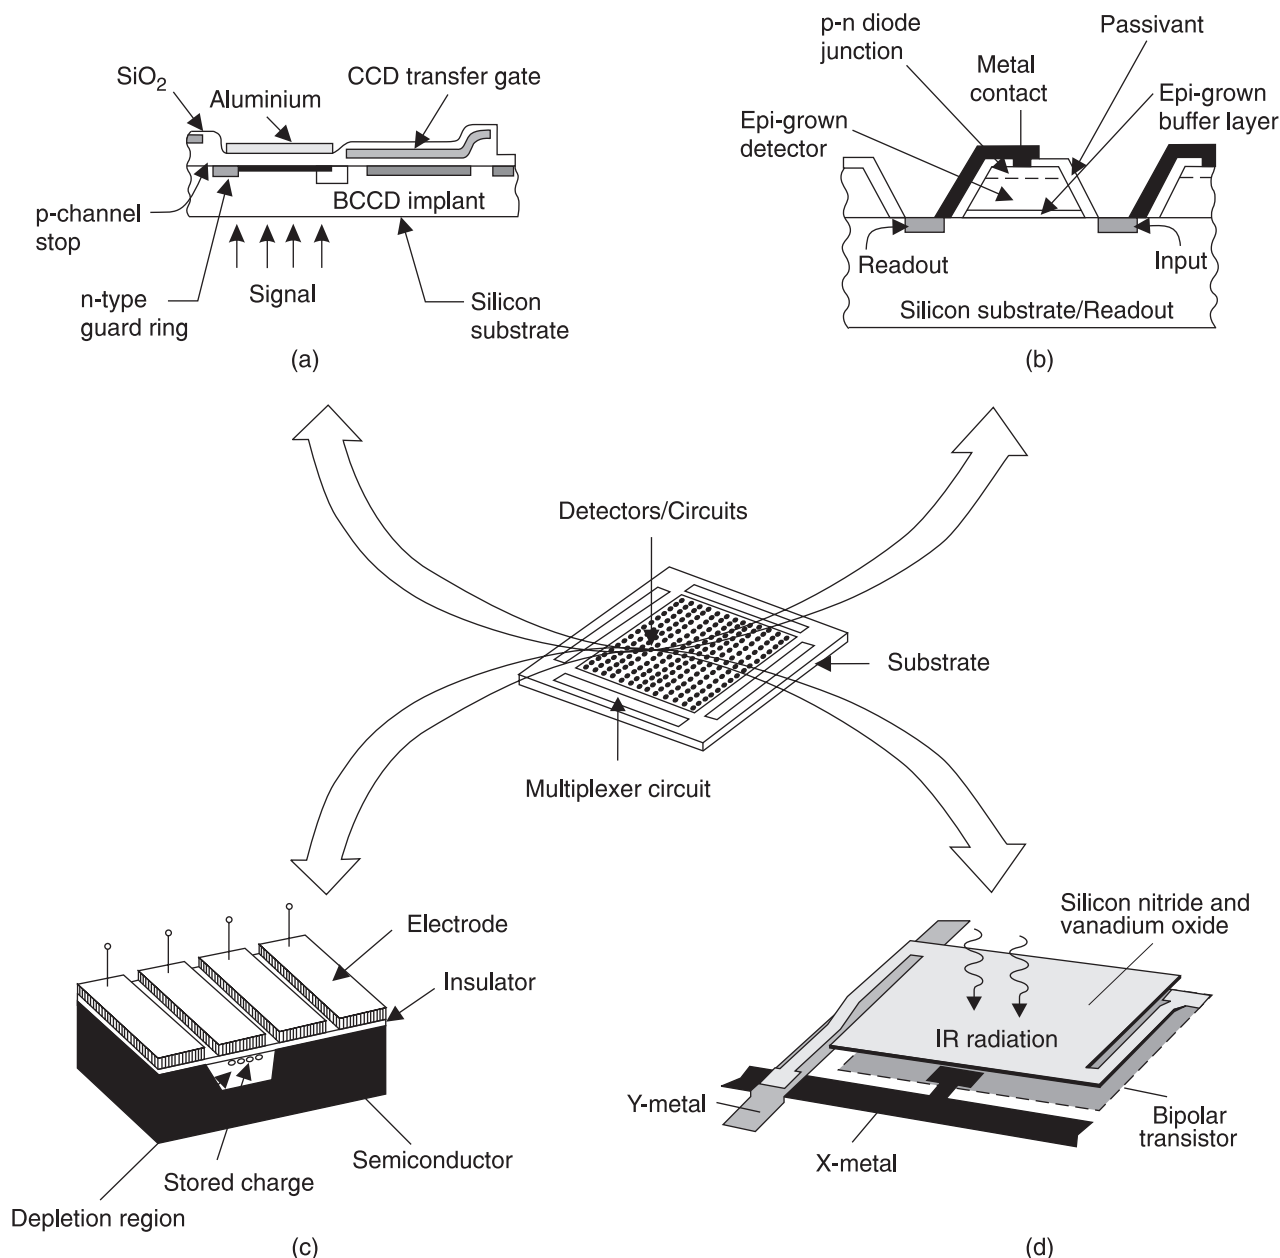 SiO2
Aluminium
CCD transfer gate
p-channel
stop
BCCD implant
n-type
guard ring
Signal
Silicon
substrate
(a)
p-n diode
junction
Passivant
Metal
contact
Epi-grown
detector
Epi-grown
buffer layer
Readout
Input
Silicon substrate/Readout
(b)
Detectors/Circuits
Substrate
Multiplexer circuit
Electrode
Insulator
Semiconductor
Stored charge
Depletion region
(c)
Silicon nitride and
vanadium oxide
IR radiation
Y-metal
Bipolar
transistor
X-metal
(d)